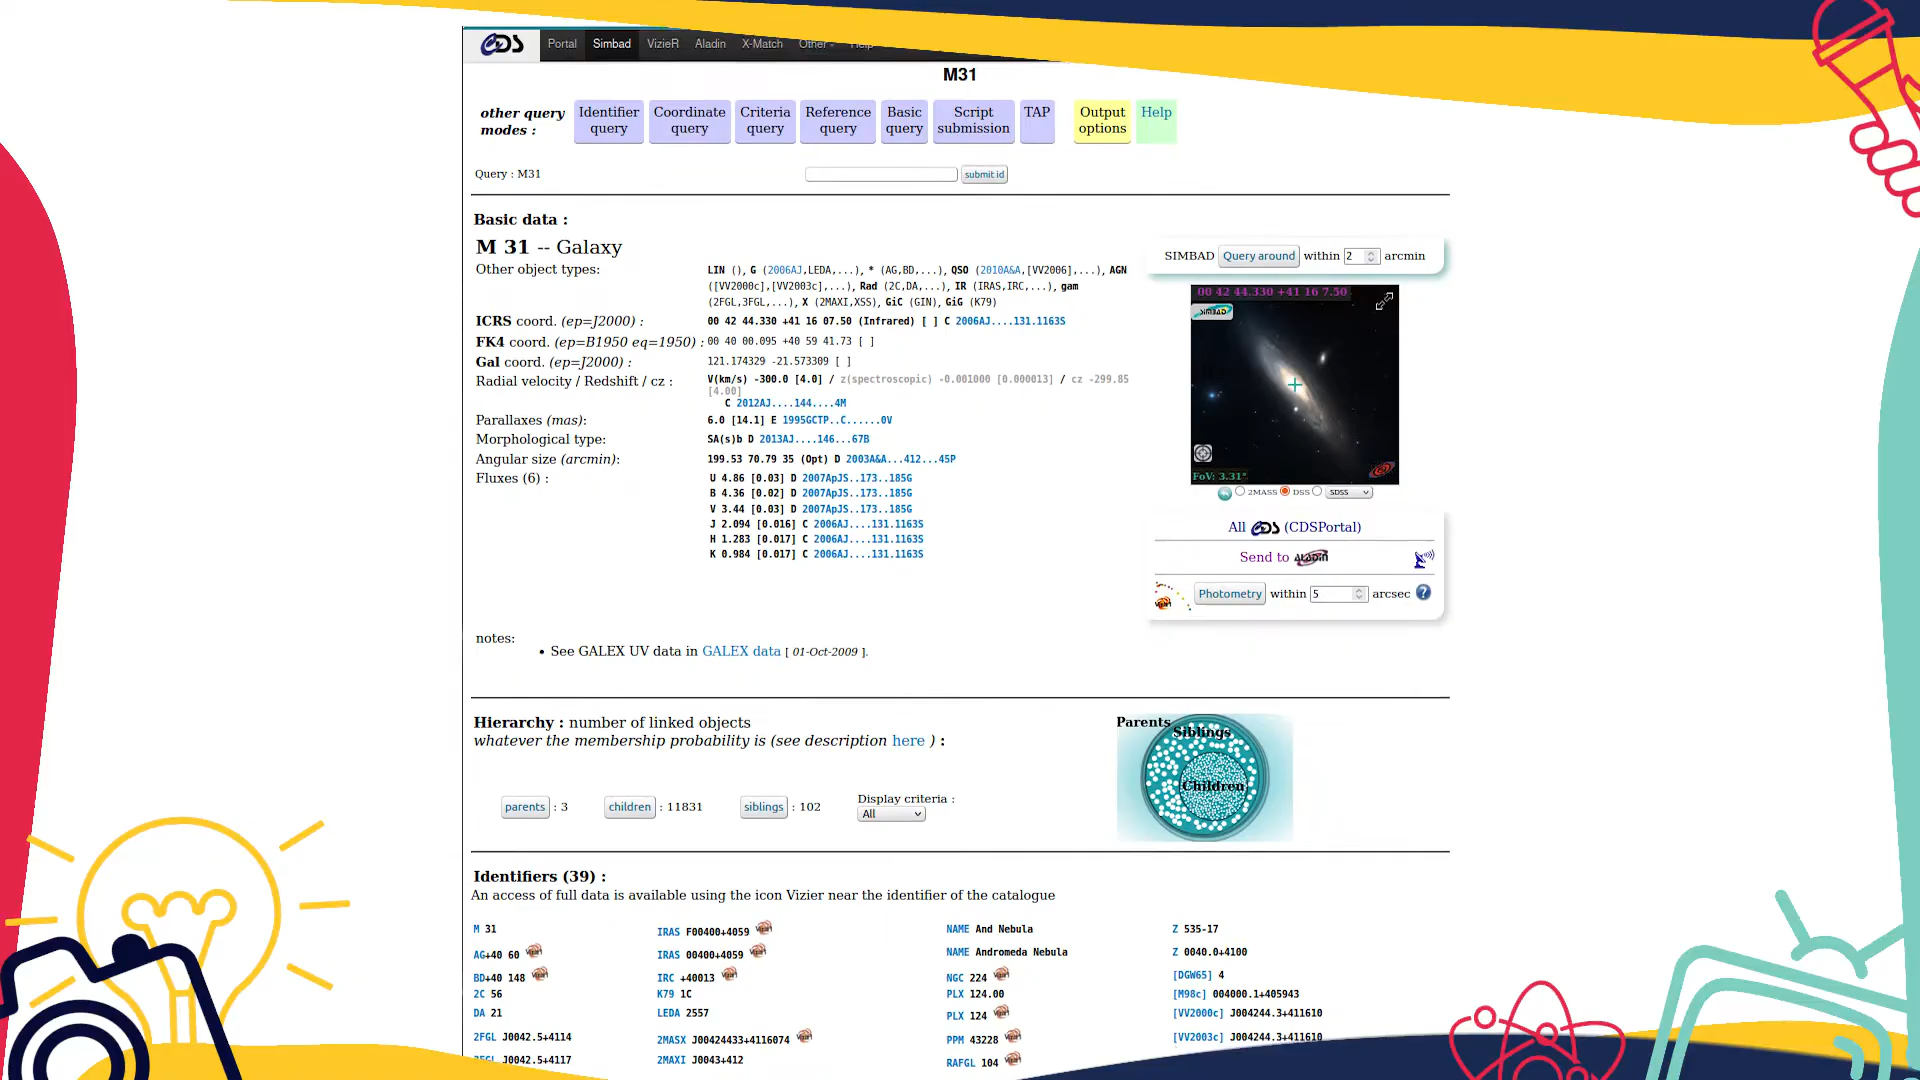 CDS Portal Simbad VizieR Aladin X-Match Other Help
M31
other query modes :
Identifier query
Coordinate query
Criteria query
Reference query
Basic query
Script submission
TAP
Output options
Help
Query : M31
submit id
Basic data :
M 31 -- Galaxy
Other object types:
LIN (), G (2006AJ,LEDA,...), * (AG,BD,...), QSO (2010A&A,[VV2006],...), AGN
([VV2000c],[VV2003c],...), Rad (2C,DA,...), IR (IRAS,IRC,...), gam
(2FGL,3FGL,...), X (2MAXI,XSS), GiC (GIN), GiG (K79)
ICRS coord. (ep=J2000) : 00 42 44.330 +41 16 07.50 (Infrared) [ ] C 2006AJ....131.1163S
FK4 coord. (ep=B1950 eq=1950) : 00 40 00.095 +40 59 41.73 [ ]
Gal coord. (ep=J2000) : 121.174329 -21.573309 [ ]
Radial velocity / Redshift / cz : V(km/s) -300.0 [4.0] / z(spectroscopic) -0.001000 [0.000013] / cz -299.85
[4.00]
C 2012AJ....144....4M
Parallaxes (mas): 6.0 [14.1] E 1995GCTP..C......0V
Morphological type: SA(s)b D 2013AJ....146...67B
Angular size (arcmin): 199.53 70.79 35 (Opt) D 2003A&A...412...45P
Fluxes (6) : U 4.86 [0.03] D 2007ApJS..173..185G
B 4.36 [0.02] D 2007ApJS..173..185G
V 3.44 [0.03] D 2007ApJS..173..185G
J 2.094 [0.016] C 2006AJ....131.1163S
H 1.283 [0.017] C 2006AJ....131.1163S
K 0.984 [0.017] C 2006AJ....131.1163S
SIMBAD Query around within 2 arcmin
00 42 44.330 +41 16 7.50
SIMBAD
FoV: 3.31°
2MASS DSS SDSS
All CDS (CDSPortal)
Send to ALADIN
Photometry within 5 arcsec ?
notes:
• See GALEX UV data in GALEX data [ 01-Oct-2009 ].
Hierarchy : number of linked objects
whatever the membership probability is (see description here ) :
parents : 3 children : 11831 siblings : 102
Display criteria :
All
Parents
Siblings
Children
Identifiers (39) :
An access of full data is available using the icon Vizier near the identifier of the catalogue
M 31 IRAS F00400+4059 NAME And Nebula Z 535-17
AG+40 60 IRAS 00400+4059 NAME Andromeda Nebula Z 0040.0+4100
BD+40 148 IRC +40013 NGC 224 [DGW65] 4
2C 56 K79 1C PLX 124.00 [M98c] 004000.1+405943
DA 21 LEDA 2557 PLX 124 [VV2000c] J004244.3+411610
2FGL J0042.5+4114 2MASX J00424433+4116074 PPM 43228 [VV2003c] J004244.3+411610
3FGL J0042.5+4117 2MAXI J0043+412 RAFGL 104